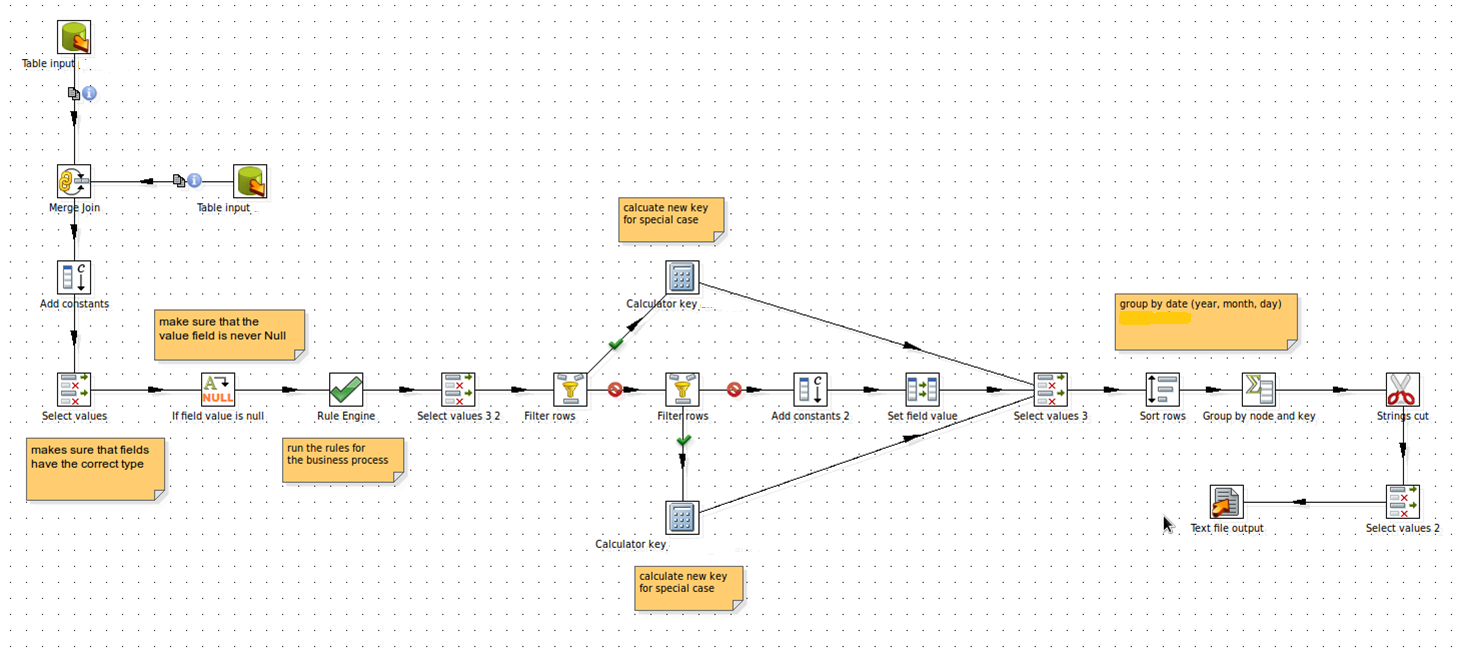 Table input
Merge Join
Table input
calcuate new key
for special case
Add constants
Calculator key
group by date (year, month, day)
make sure that the
value field is never Null
Select values
If field value is null
Rule Engine
Select values 3 2
Filter rows
Filter rows
Add constants 2
Set field value
Select values 3
Sort rows
Group by node and key
Strings cut
makes sure that fields
have the correct type
run the rules for
the business process
Text file output
Select values 2
Calculator key
calculate new key
for special case
C
C
A
NULL